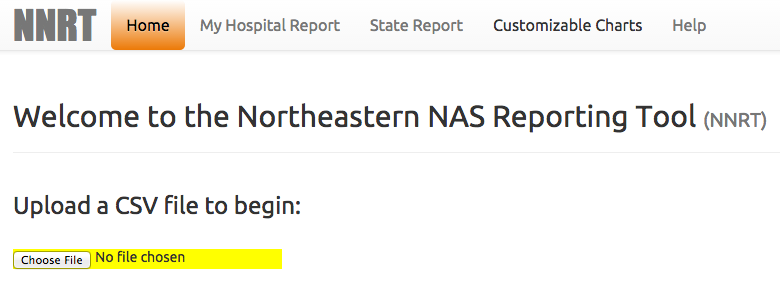 NNRT Home My Hospital Report State Report Customizable Charts Help
Welcome to the Northeastern NAS Reporting Tool (NNRT)
Upload a CSV file to begin:
Choose File No file chosen